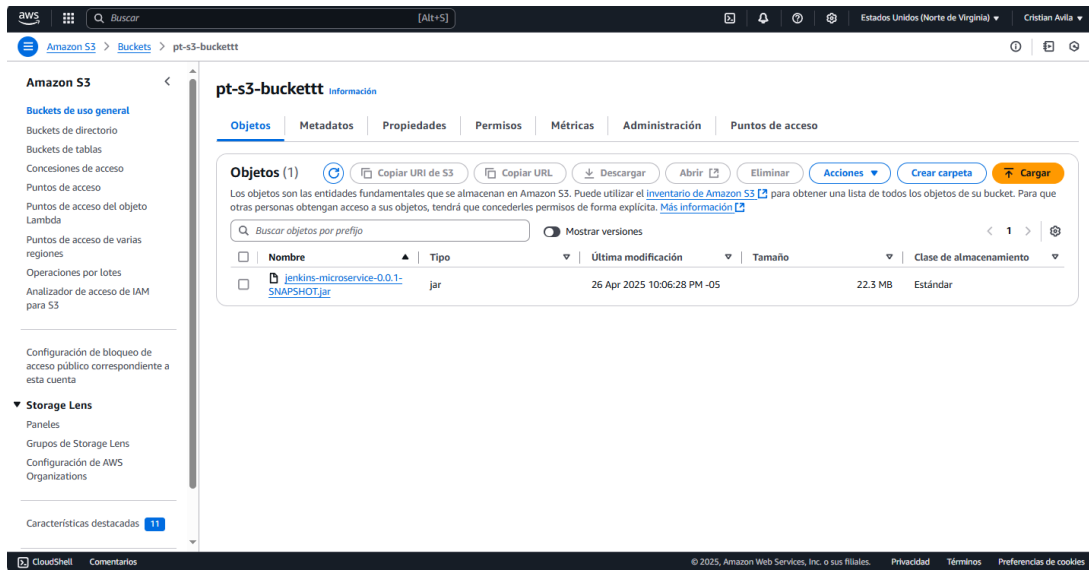 aws
Buscar
[Alt+S]
Estados Unidos (Norte de Virginia)
Cristian Avila
Amazon S3 > Buckets > pt-s3-buckettt
Amazon S3
Buckets de uso general
Buckets de directorio
Buckets de tablas
Concesiones de acceso
Puntos de acceso
Puntos de acceso del objeto
Lambda
Puntos de acceso de varias
regiones
Operaciones por lotes
Analizador de acceso de IAM
para S3
Configuración de bloqueo de
acceso público correspondiente a
esta cuenta
Storage Lens
Paneles
Grupos de Storage Lens
Configuración de AWS
Organizations
Características destacadas 11
pt-s3-buckettt Información
Objetos Metadatos Propiedades Permisos Métricas Administración Puntos de acceso
Objetos (1) Copiar URI de S3 Copiar URL Descargar Abrir Eliminar Acciones Crear carpeta Cargar
Los objetos son las entidades fundamentales que se almacenan en Amazon S3. Puede utilizar el inventario de Amazon S3 para obtener una lista de todos los objetos de su bucket. Para que
otras personas obtengan acceso a sus objetos, tendrá que concederles permisos de forma explícita. Más información
Buscar objetos por prefijo Mostrar versiones < 1 >
Nombre Tipo Última modificación Tamaño Clase de almacenamiento
jenkins-microservice-0.0.1-
SNAPSHOT.jar jar 26 Apr 2025 10:06:28 PM -05 22.3 MB Estándar
CloudShell Comentarios © 2025, Amazon Web Services, Inc. o sus filiales. Privacidad Términos Preferencias de cookies